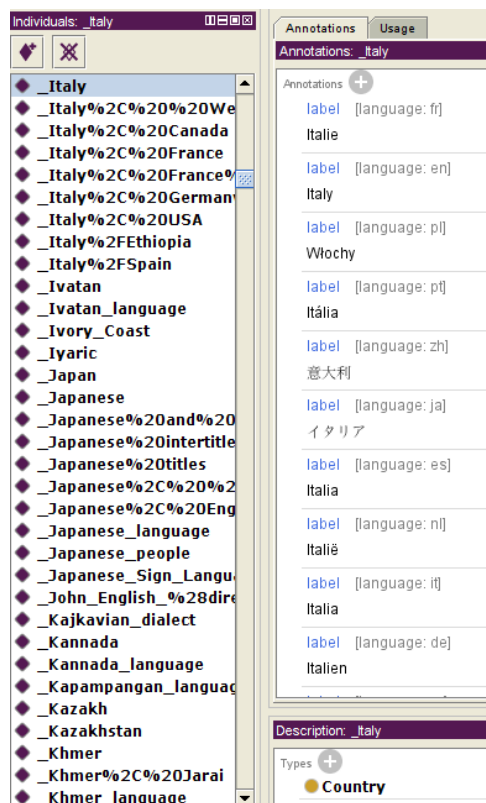 Individuals: _Italy
_Italy
_Italy%2C%20%20We
_Italy%2C%20Canada
_Italy%2C%20France
_Italy%2C%20France%
_Italy%2C%20German
_Italy%2C%20USA
_Italy%2FEthiopia
_Italy%2FSpain
_Ivatan
_Ivatan_language
_Ivory_Coast
_Iyaric
_Japan
_Japanese
_Japanese%20and%20
_Japanese%20intertitle
_Japanese%20titles
_Japanese%2C%20%2
_Japanese%2C%20Eng
_Japanese_language
_Japanese_people
_Japanese_Sign_Langu
_John_English_%28dire
_Kajkavian_dialect
_Kannada
_Kannada_language
_Kapampangan_languag
_Kazakh
_Kazakhstan
_Khmer
_Khmer%2C%20Jarai
_Khmer_language
Annotations Usage
Annotations: _Italy
Annotations
label [language: fr]
Italie
label [language: en]
Italy
label [language: pl]
Włochy
label [language: pt]
Itália
label [language: zh]
意大利
label [language: ja]
イタリア
label [language: es]
Italia
label [language: nl]
Italië
label [language: it]
Italia
label [language: de]
Italien
Description: _Italy
Types
Country